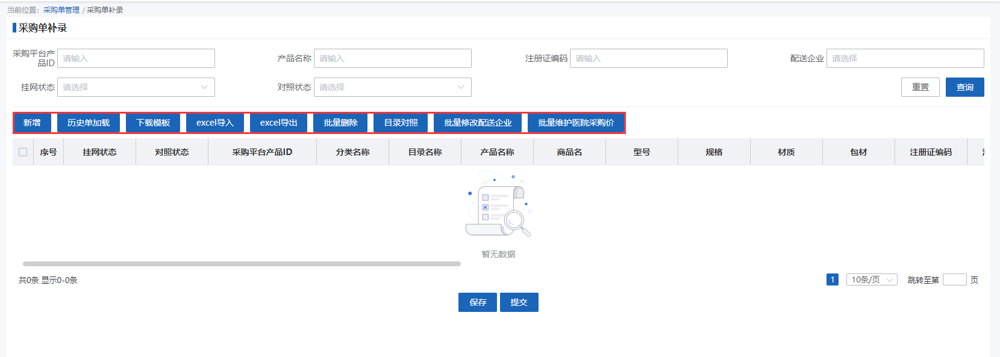 当前位置: 采购单管理 / 采购单补录
采购单补录
采购平台产品ID 请输入 产品名称 请输入 注册证编码 请输入 配送企业 请选择
挂网状态 请选择 对照状态 请选择 重置 查询
新增 历史单加载 下载模板 excel导入 excel导出 批量删除 目录对照 批量修改配送企业 批量维护医院采购价
序号 挂网状态 对照状态 采购平台产品ID 分类名称 目录名称 产品名称 商品名 型号 规格 材质 包材 注册证编码
暂无数据
共0条 显示0-0条 1 10条/页 跳转至第 页
保存 提交